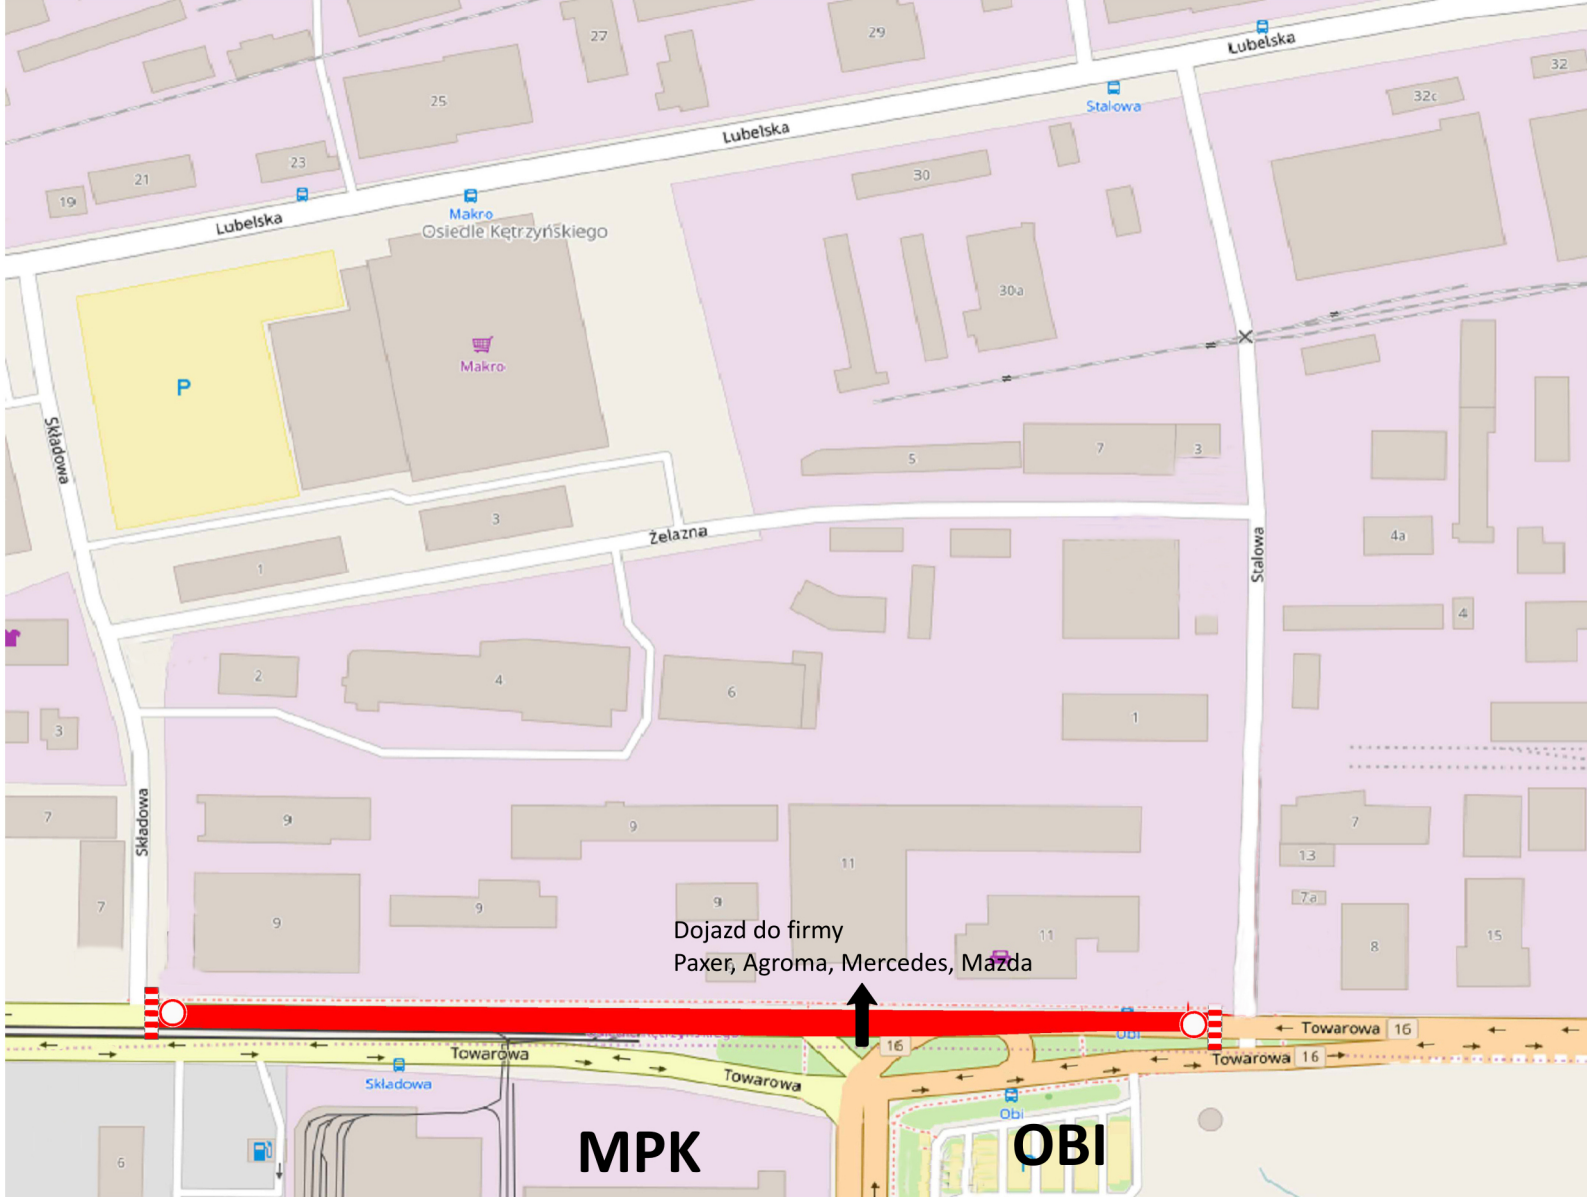 27
29
Lubelska
32
25
Stalowa
32c
Lubelska
23
21
30
19
Makro
Lubelska
Osiedle Kętrzyńskiego
30a
Makro
P
Składowa
5
7
3
3
Żelazna
4a
Stalowa
1
4
2
4
6
1
3
7
9
9
7
Składowa
11
13
7
9
9
9
7a
11
8
15
Dojazd do firmy
Paxer, Agroma, Mercedes, Mazda
Obi
Towarowa 16
16
Towarowa
Towarowa 16
Składowa
Towarowa
Obi
MPK
OBI
6